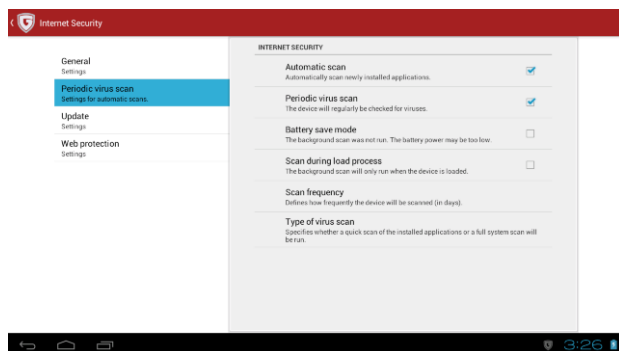 Internet Security
General
Settings
Periodic virus scan
Settings for automatic scans.
Update
Settings
Web protection
Settings
INTERNET SECURITY
Automatic scan
Automatically scan newly installed applications.
Periodic virus scan
The device will regularly be checked for viruses.
Battery save mode
The background scan was not run. The battery power may be too low.
Scan during load process
The background scan will only run when the device is loaded.
Scan frequency
Defines how frequently the device will be scanned (in days).
Type of virus scan
Specifies whether a quick scan of the installed applications or a full system scan will
be run.
3:26